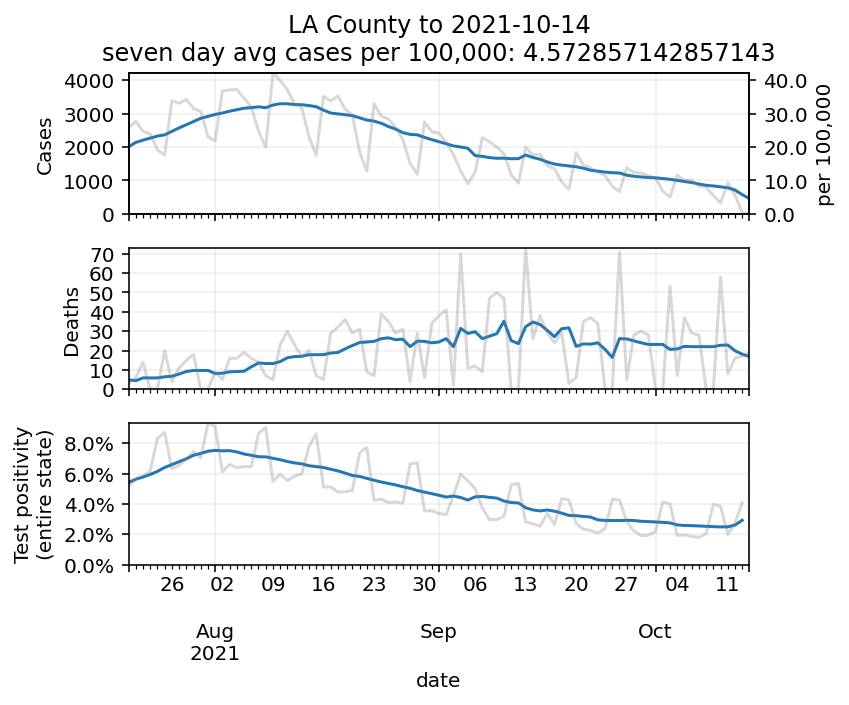 LA County to 2021-10-14
seven day avg cases per 100,000: 4.572857142857143
Cases
4000
3000
2000
1000
0
40.0
30.0
20.0
10.0
0.0
per 100,000
Deaths
70
60
50
40
30
20
10
0
Test positivity
(entire state)
8.0%
6.0%
4.0%
2.0%
0.0%
26 02 09 16 23 30 06 13 20 27 04 11
Aug Sep Oct
2021
date